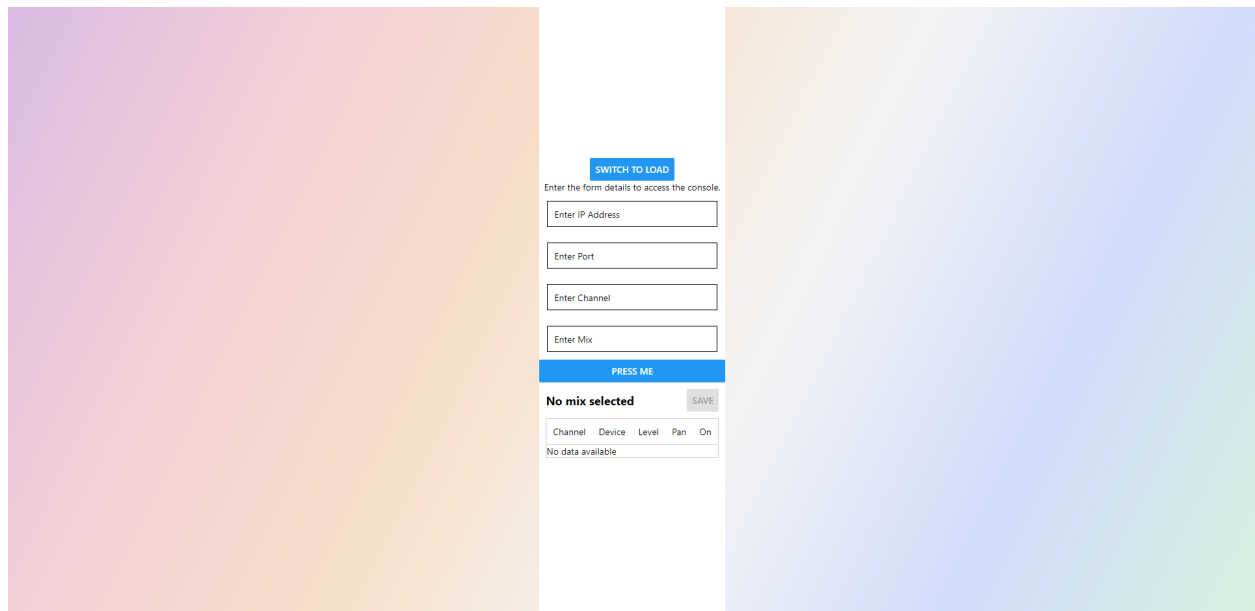 SWITCH TO LOAD
Enter the form details to access the console.
Enter IP Address
Enter Port
Enter Channel
Enter Mix
PRESS ME
No mix selected SAVE
Channel Device Level Pan On
No data available